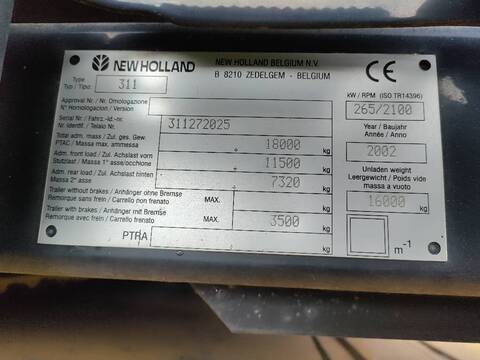 NEW HOLLAND
NEW HOLLAND BELGIUM N.V.
B 8210 ZEDELGEM - BELGIUM
CE
Type
Typ / Tipo
311
Approval Nr. / Nr. Omologazione
N° Homologation / Version
Serial Nr. / Fahrz.-Id.-nr.
Nr. identif. / Telaio Nr.
311272025
Total adm. mass / Zul. ges. Gew.
PTAC / Massa max. ammessa
18000 kg
Adm. front load / Zul. Achslast vorn
Stutzlast / Massa 1° asse/occhione
11500 kg
Adm. rear load / Zul. Achslast hinten
Massa 2° asse
7320 kg
Trailer without brakes / Anhänger ohne Bremse
Remorque sans frein / Carrello non frenato
MAX.
kg
Trailer with brakes / Anhänger mit Bremse
Remorque avec frein / Carrello frenato
MAX.
3500 kg
PTRA
kg
kW / RPM (ISO TR14396)
265/2100
Year / Baujahr
Année / Anno
2002
Unladen weight
Leergewicht / Poids vide
massa a vuoto
16000 kg
m⁻¹